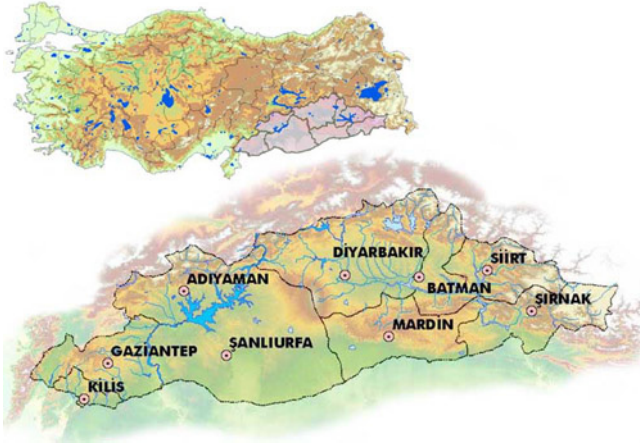 DİYARBAKIR
SİİRT
ADIYAMAN
BATMAN
ŞIRNAK
MARDİN
GAZİANTEP
ŞANLIURFA
KİLİS